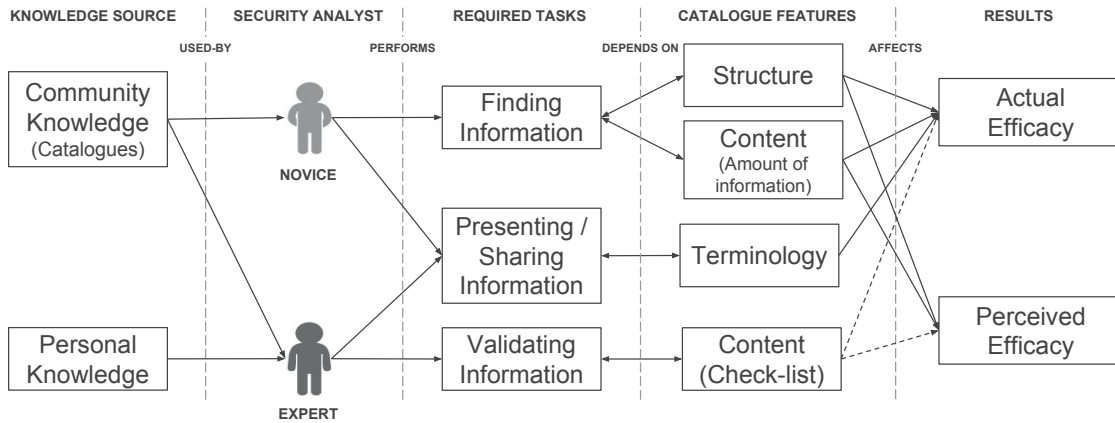 KNOWLEDGE SOURCE
SECURITY ANALYST
REQUIRED TASKS
CATALOGUE FEATURES
RESULTS
USED-BY
PERFORMS
DEPENDS ON
AFFECTS
Community
Knowledge
(Catalogues)
NOVICE
Finding
Information
Structure
Content
(Amount of
information)
Actual
Efficacy
Presenting /
Sharing
Information
Terminology
Personal
Knowledge
EXPERT
Validating
Information
Content
(Check-list)
Perceived
Efficacy